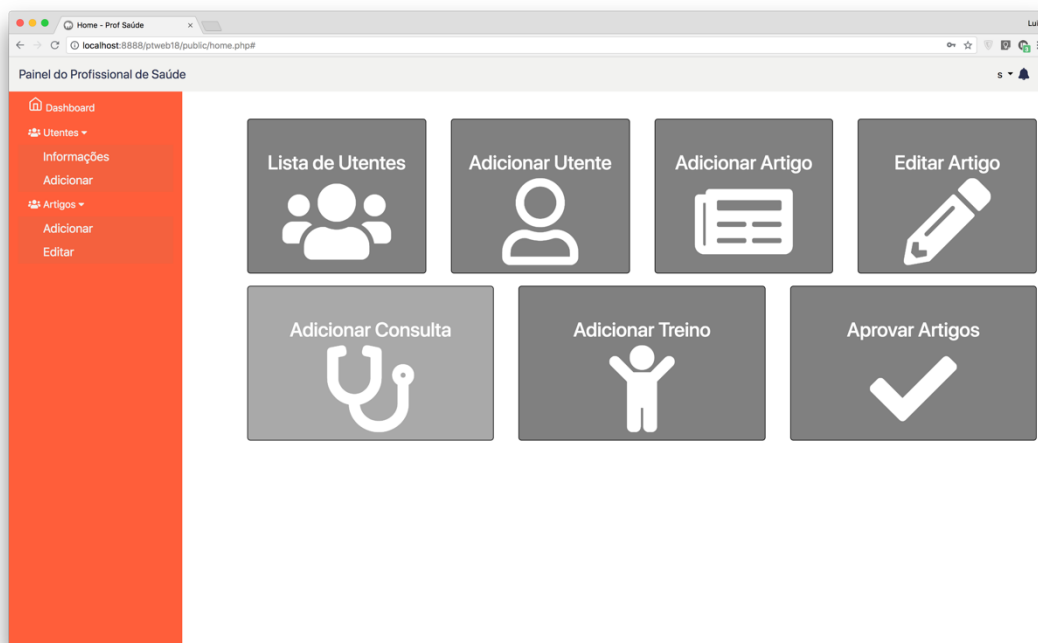 Home - Prof Saúde
Lui
localhost:8888/ptweb18/public/home.php#
Painel do Profissional de Saúde
s
Dashboard
Utentes
Informações
Adicionar
Artigos
Adicionar
Editar
Lista de Utentes
Adicionar Utente
Adicionar Artigo
Editar Artigo
Adicionar Consulta
Adicionar Treino
Aprovar Artigos